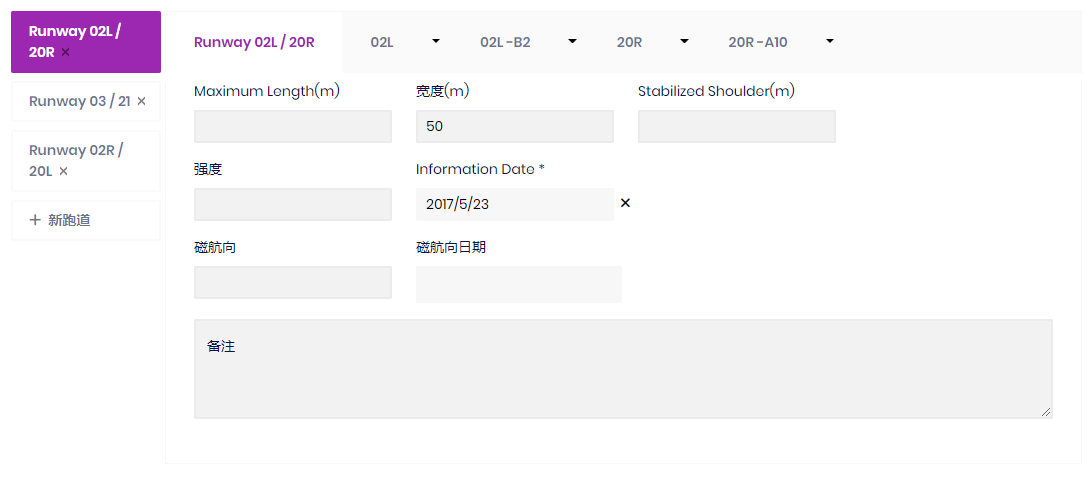 Runway 02L /
20R ×
Runway 03 / 21 ×
Runway 02R /
20L ×
+ 新跑道
Runway 02L / 20R 02L 02L -B2 20R 20R -A10
Maximum Length(m) 宽度(m) Stabilized Shoulder(m)
50
强度 Information Date *
2017/5/23 ×
磁航向 磁航向日期
备注